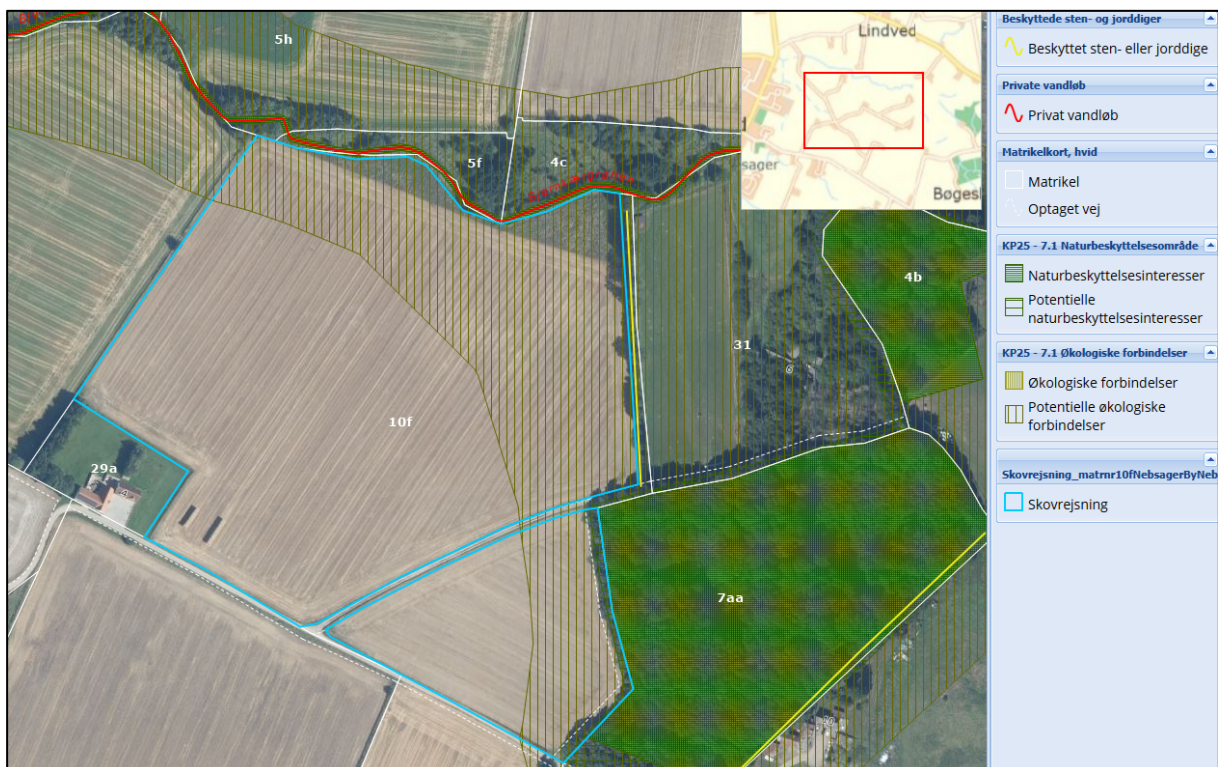 5h
5f
4c
4b
31
10f
29a
7aa
Lindved
sager
Bøges
Beskyttede sten- og jorddiger
Beskyttet sten- eller jorddige
Private vandløb
Privat vandløb
Matrikelkort, hvid
Matrikel
Optaget vej
KP25 - 7.1 Naturbeskyttelsesområde
Naturbeskyttelsesinteresser
Potentielle
naturbeskyttelsesinteresser
KP25 - 7.1 Økologiske forbindelser
Økologiske forbindelser
Potentielle økologiske
forbindelser
Skovrejsning_matrnr10fNebsagerByNeb
Skovrejsning